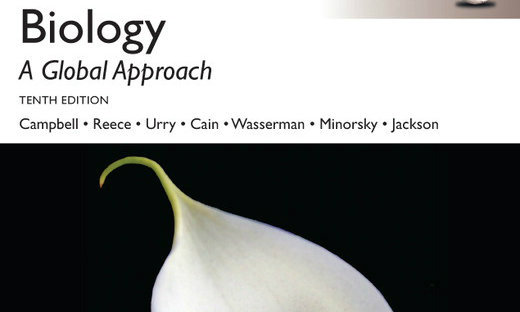 Biology
A Global Approach
TENTH EDITION
Campbell • Reece • Urry • Cain • Wasserman • Minorsky • Jackson